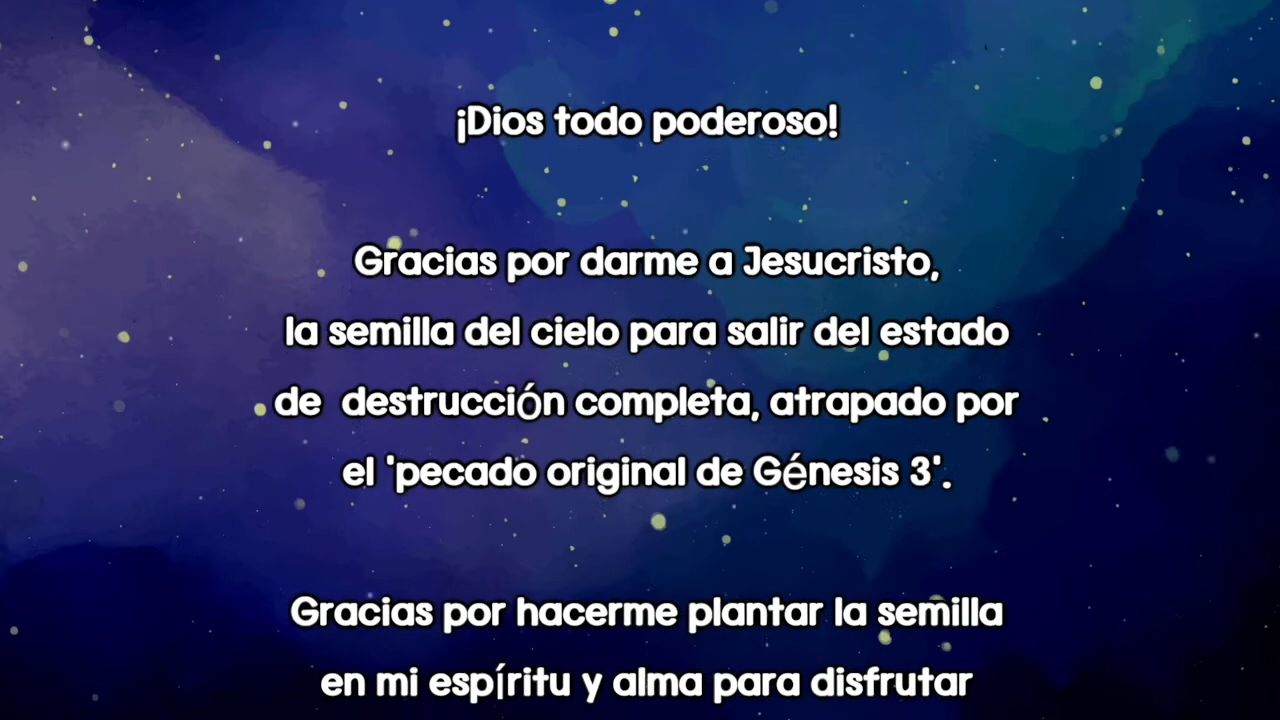 ¡Dios todo poderoso!
Gracias por darme a Jesucristo,
la semilla del cielo para salir del estado
de  destrucción completa, atrapado por
el 'pecado original de Génesis 3'.
Gracias por hacerme plantar la semilla
en mi espíritu y alma para disfrutar